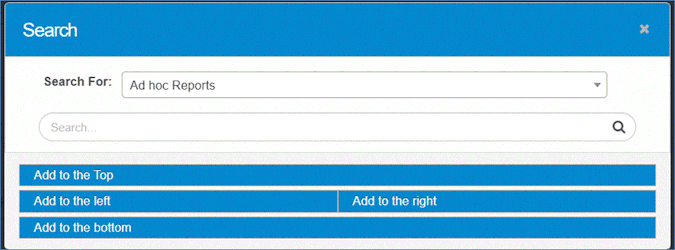 Search
Search For: Ad hoc Reports
Search...
Add to the Top
Add to the left Add to the right
Add to the bottom